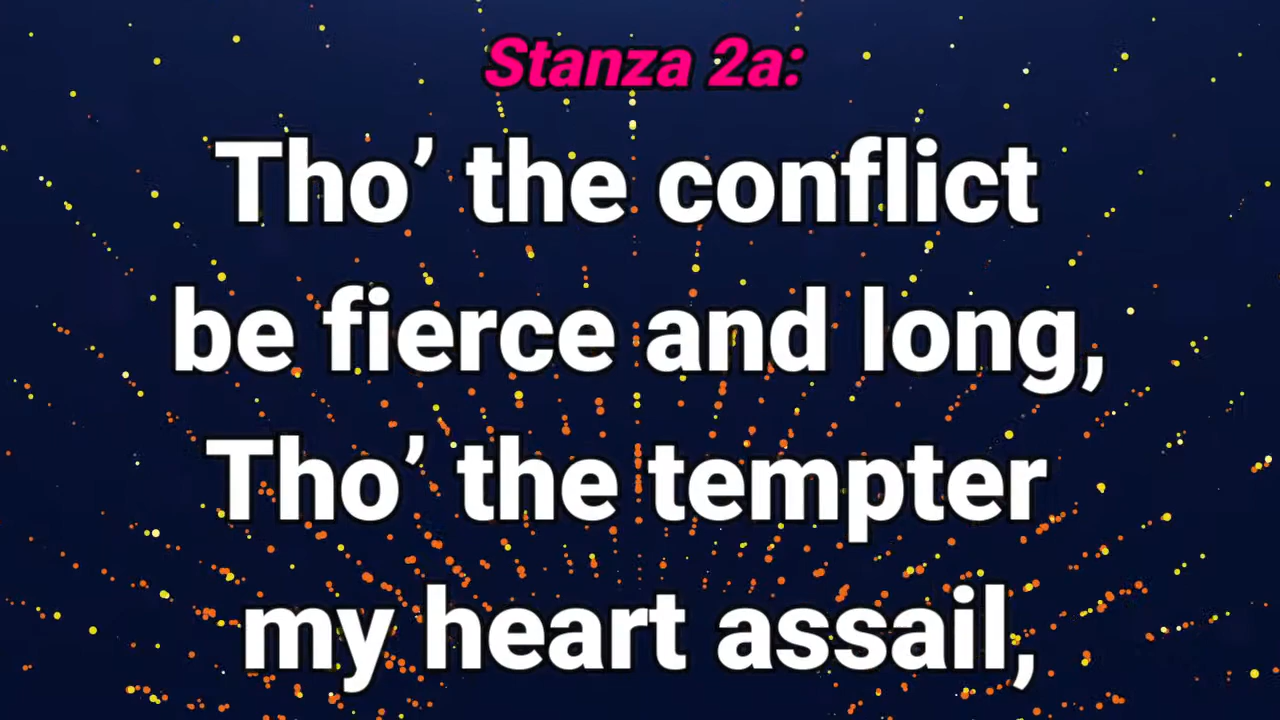 Stanza 2a:
Tho’ the conflict
be fierce and long,
Tho’ the tempter
my heart assail,